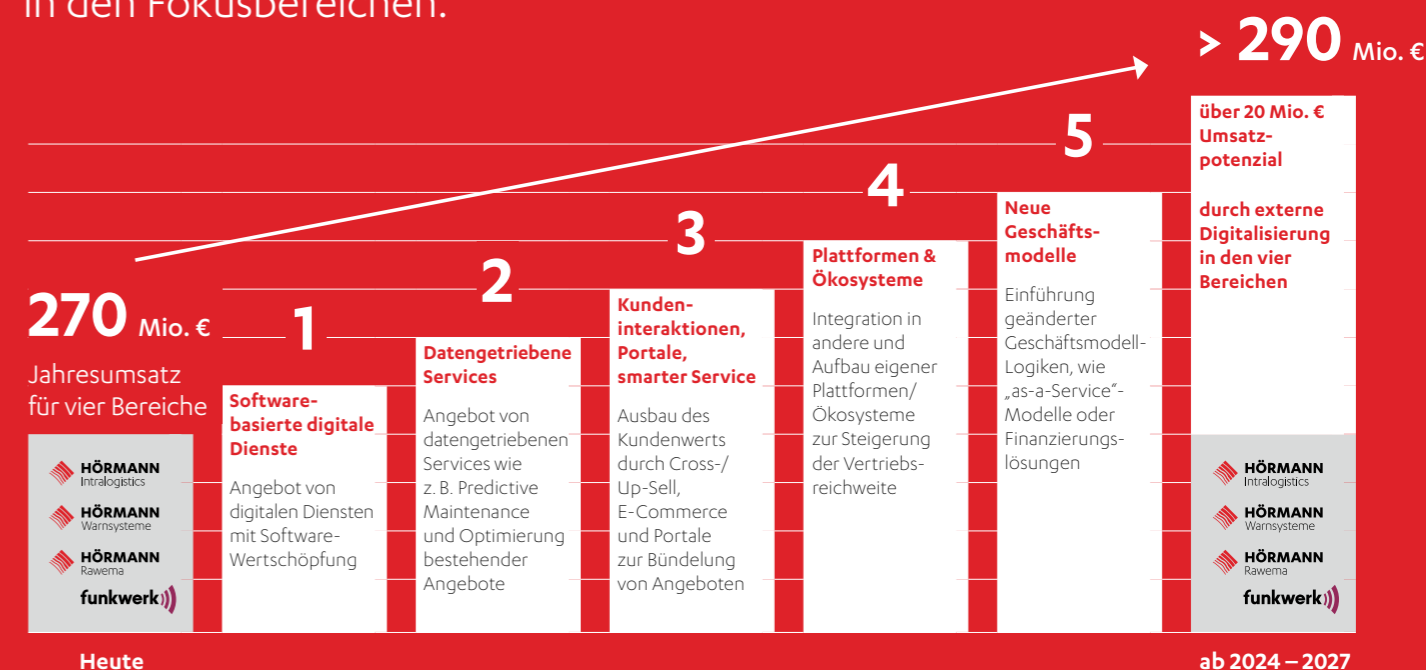 in den Fokusbereichen.
> 290 Mio. €
270 Mio. €
Jahresumsatz
für vier Bereiche
HÖRMANN
Intralogistics
HÖRMANN
Warnsysteme
HÖRMANN
Rawema
funkwerk
Heute
1
Software-
basierte digitale
Dienste
Angebot von
digitalen Diensten
mit Software-
Wertschöpfung
2
Datengetriebene
Services
Angebot von
datengetriebenen
Services wie
z. B. Predictive
Maintenance
und Optimierung
bestehender
Angebote
3
Kunden-
interaktionen,
Portale,
smarter Service
Ausbau des
Kundenwerts
durch Cross-/
Up-Sell,
E-Commerce
und Portale
zur Bündelung
von Angeboten
4
Plattformen &
Ökosysteme
Integration in
andere und
Aufbau eigener
Plattformen/
Ökosysteme
zur Steigerung
der Vertriebs-
reichweite
5
Neue
Geschäfts-
modelle
Einführung
geänderter
Geschäftsmodell-
Logiken, wie
„as-a-Service“-
Modelle oder
Finanzierungs-
lösungen
über 20 Mio. €
Umsatz-
potenzial
durch externe
Digitalisierung
in den vier
Bereichen
HÖRMANN
Intralogistics
HÖRMANN
Warnsysteme
HÖRMANN
Rawema
funkwerk
ab 2024 – 2027